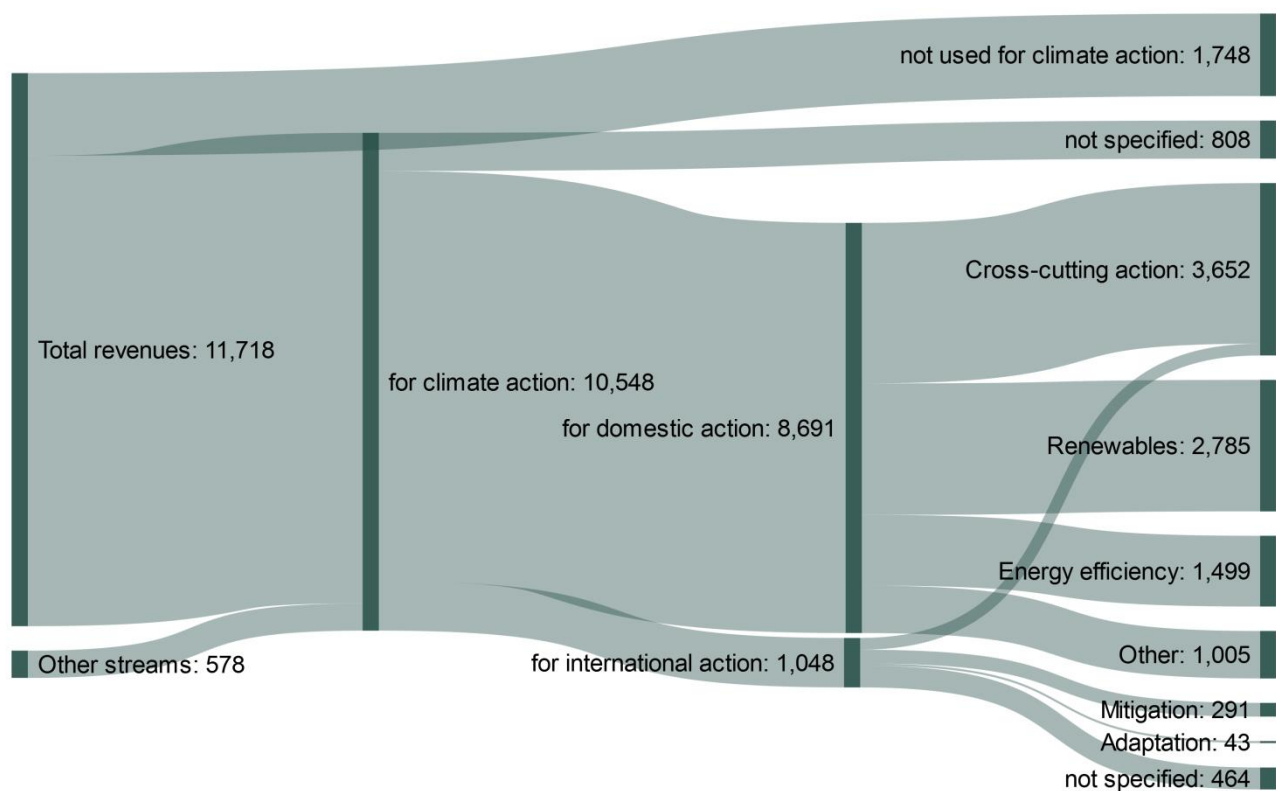 not used for climate action: 1,748
not specified: 808
Cross-cutting action: 3,652
Total revenues: 11,718
for climate action: 10,548
for domestic action: 8,691
Renewables: 2,785
Energy efficiency: 1,499
Other streams: 578
for international action: 1,048
Other: 1,005
Mitigation: 291
Adaptation: 43
not specified: 464